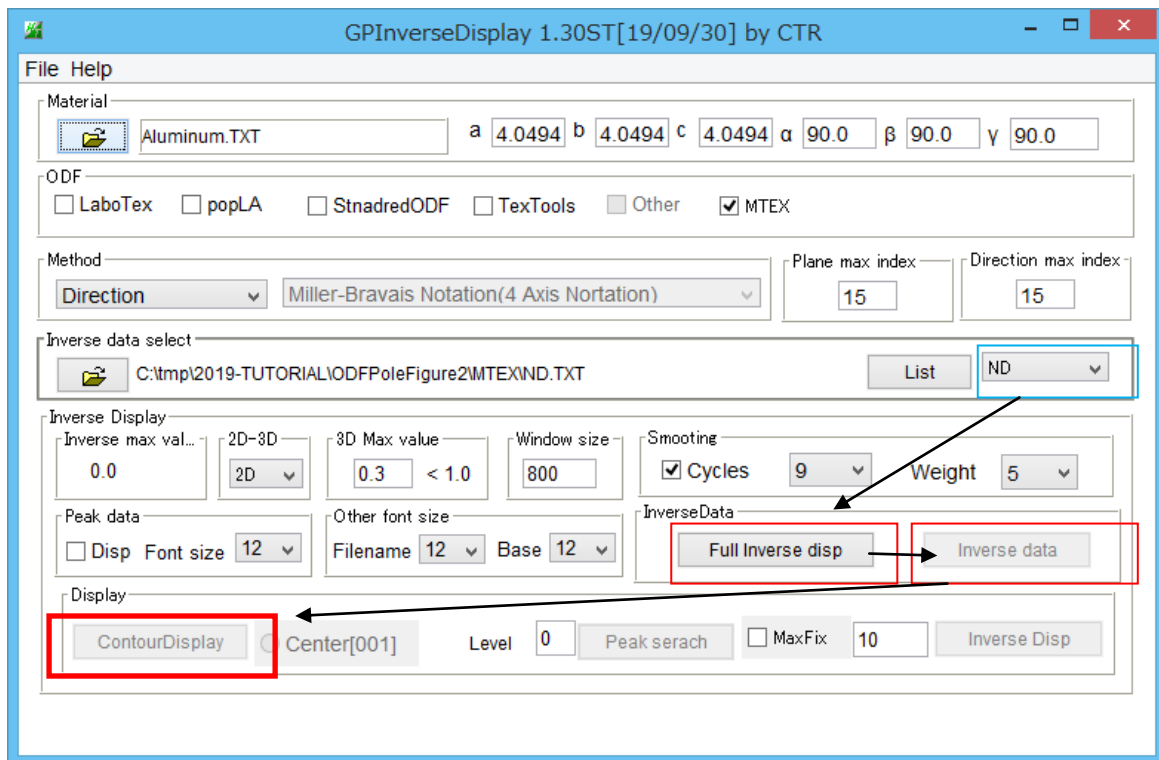 GPInverseDisplay 1.30ST[19/09/30] by CTR
File Help
Material
Aluminum.TXT a 4.0494 b 4.0494 c 4.0494 α 90.0 β 90.0 γ 90.0
ODF
LaboTex popLA StnadredODF TexTools Other MTEX
Method Plane max index Direction max index
Direction Miller-Bravais Notation(4 Axis Nortation) 15 15
Inverse data select
C:\tmp\2019-TUTORIAL\ODFPoleFigure2\MTEX\ND.TXT List ND
Inverse Display
Inverse max val... 2D-3D 3D Max value Window size Smooting
0.0 2D 0.3 < 1.0 800 Cycles 9 Weight 5
Peak data Other font size InverseData
Disp Font size 12 Filename 12 Base 12 Full Inverse disp Inverse data
Display
ContourDisplay Center[001] Level 0 Peak serach MaxFix 10 Inverse Disp